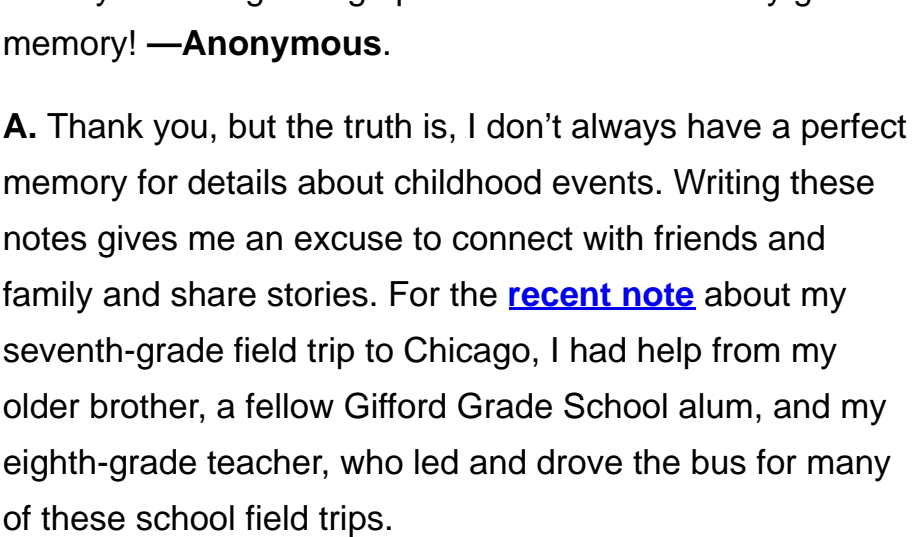 memory! —Anonymous.
A. Thank you, but the truth is, I don’t always have a perfect
memory for details about childhood events. Writing these
notes gives me an excuse to connect with friends and
family and share stories. For the recent note about my
seventh-grade field trip to Chicago, I had help from my
older brother, a fellow Gifford Grade School alum, and my
eighth-grade teacher, who led and drove the bus for many
of these school field trips.